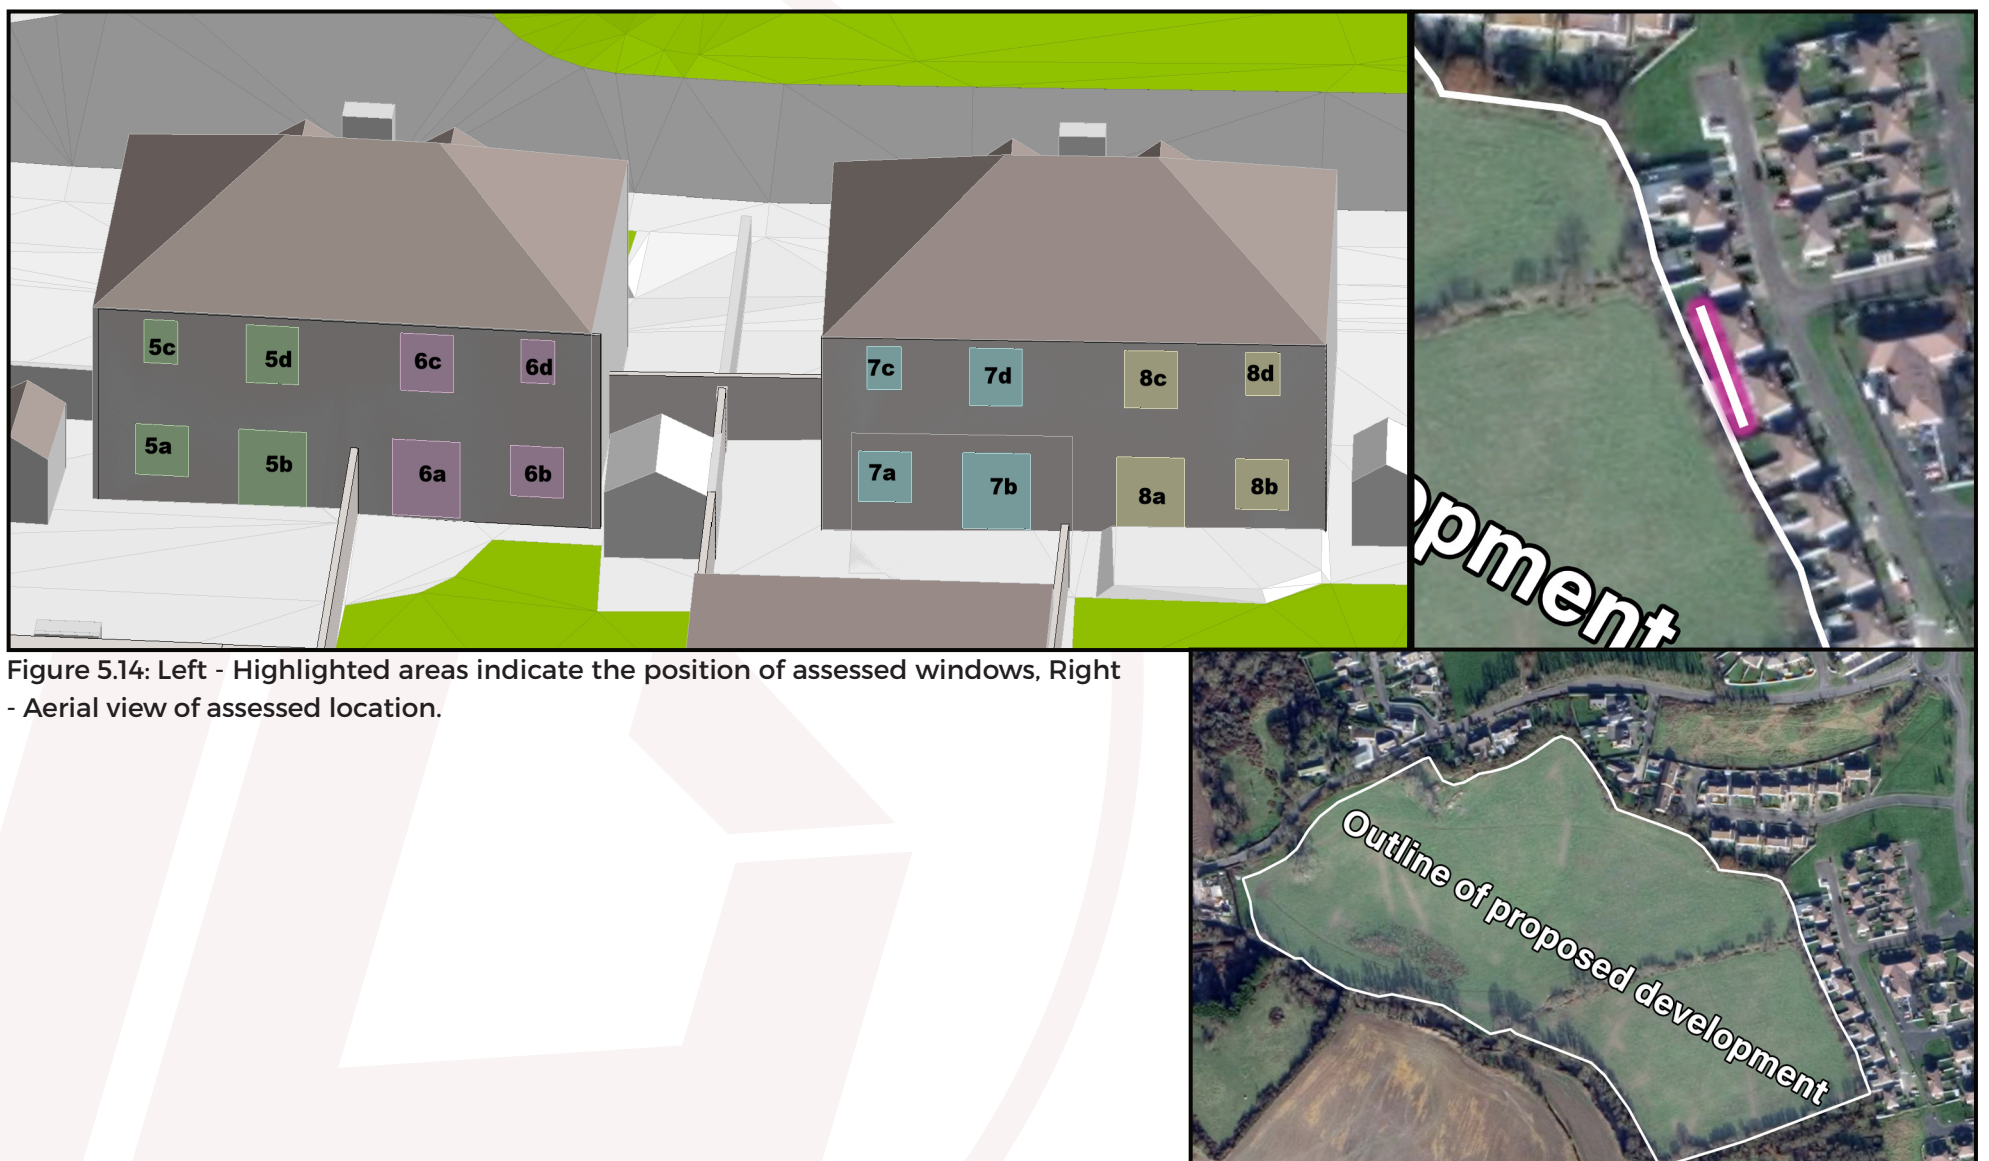 5c 5d 6c 6d 7c 7d 8c 8d
5a 5b 6a 6b 7a 7b 8a 8b
opment
Figure 5.14: Left - Highlighted areas indicate the position of assessed windows, Right
- Aerial view of assessed location.
Outline of proposed development